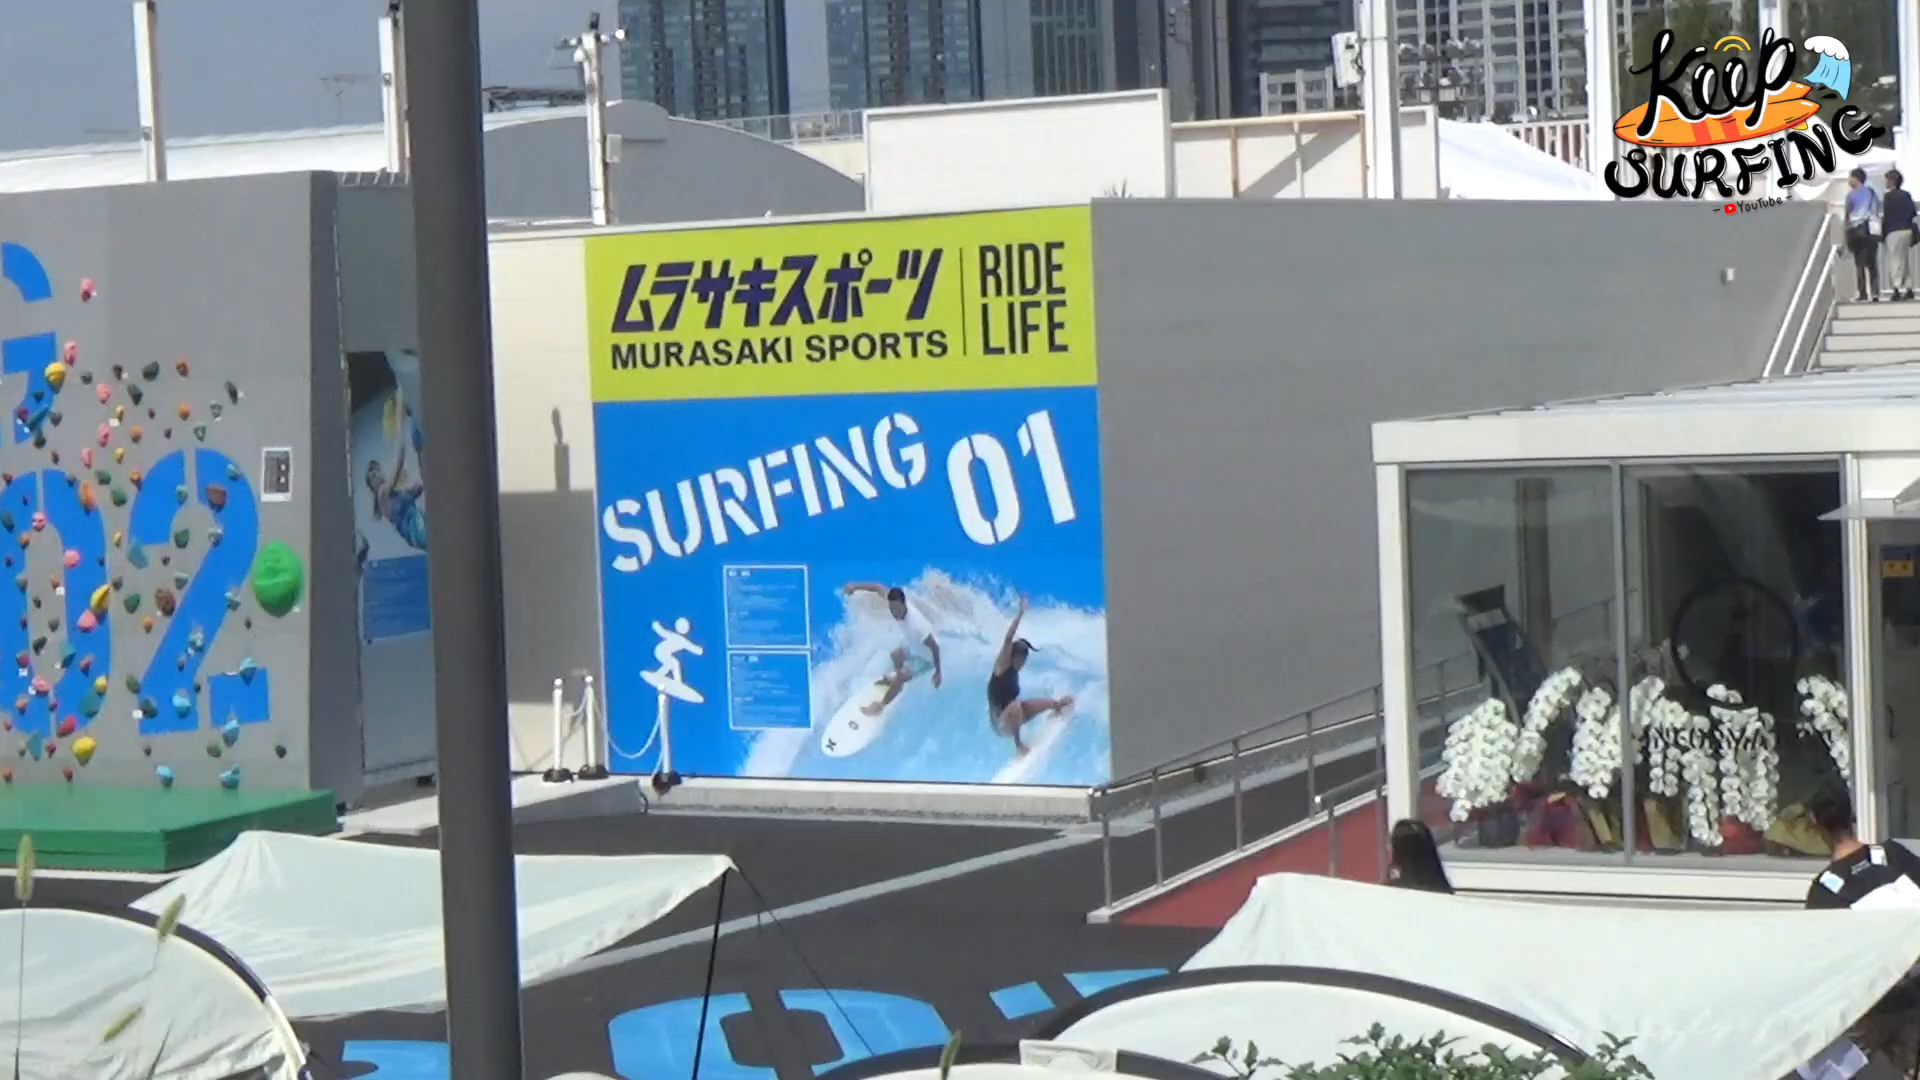 Keep
SURFING
YouTube
ムラサキスポーツ
MURASAKI SPORTS
RIDE
LIFE
SURFING 01
02